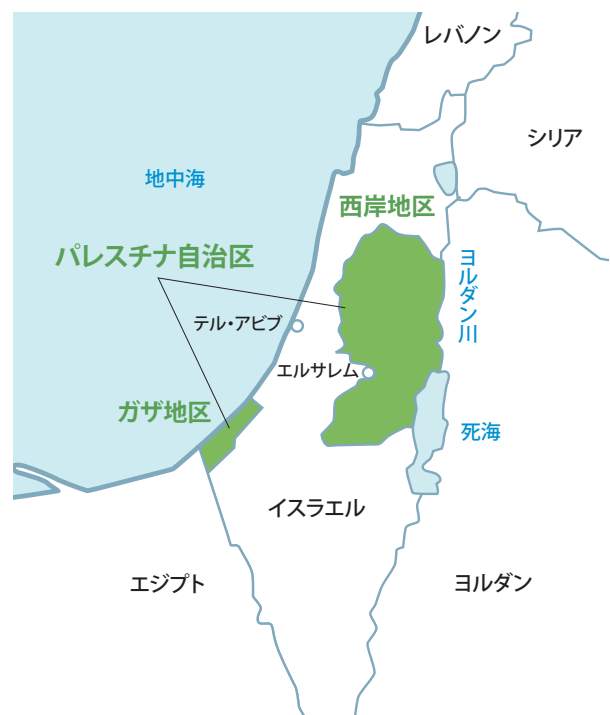 レバノン
シリア
地中海
西岸地区
パレスチナ自治区
ヨルダン川
テル・アビブ
エルサレム
ガザ地区
死海
イスラエル
エジプト
ヨルダン